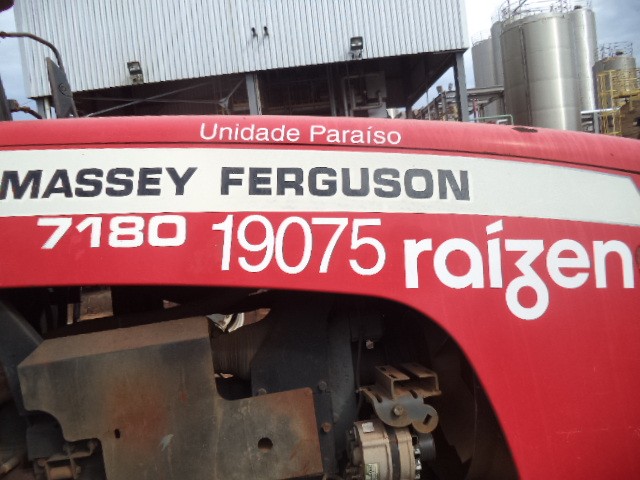 Unidade Paraíso
MASSEY FERGUSON
7180 19075 raízen